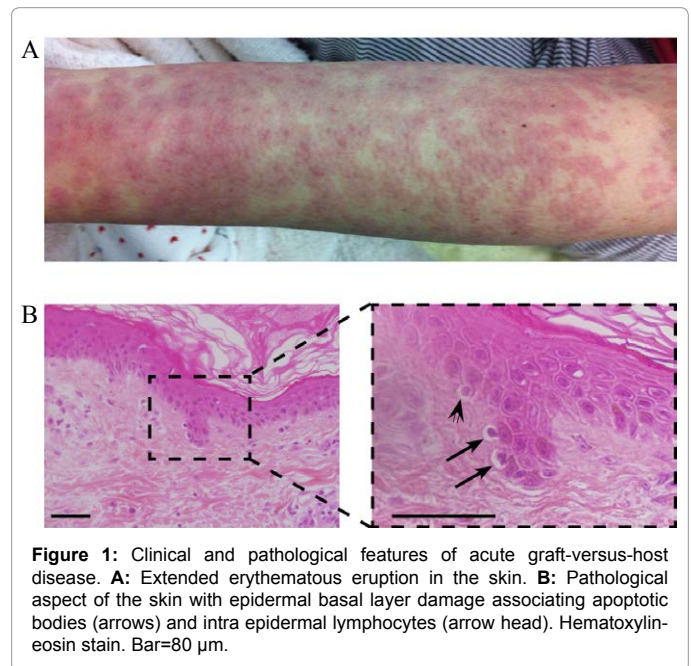 A
B
Figure 1: Clinical and pathological features of acute graft-versus-host
disease. A: Extended erythematous eruption in the skin. B: Pathological
aspect of the skin with epidermal basal layer damage associating apoptotic
bodies (arrows) and intra epidermal lymphocytes (arrow head). Hematoxylin-
eosin stain. Bar=80 µm.